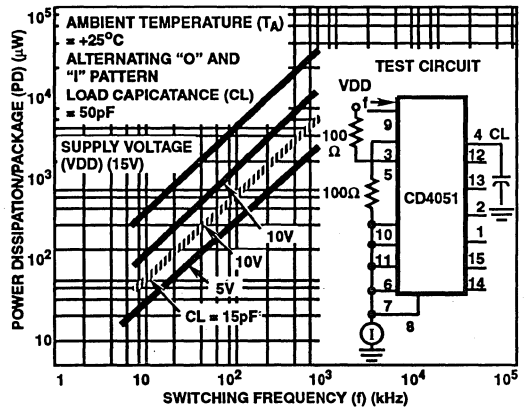 10⁵
AMBIENT TEMPERATURE (TA)
= +25°C
ALTERNATING “O” AND
“I” PATTERN
LOAD CAPICATANCE (CL)
= 50pF
TEST CIRCUIT
POWER DISSIPATION/PACKAGE (PD) (µW)
10⁴
SUPPLY VOLTAGE
(VDD) (15V)
10³
10²
10
10V
10V
5V
CL = 15pF
VDD
f
100
Ω
100Ω
9
3
5
10
11
6
7
8
CD4051
4 CL
12
13
2
1
15
14
I
1 10 10² 10³ 10⁴ 10⁵
SWITCHING FREQUENCY (f) (kHz)